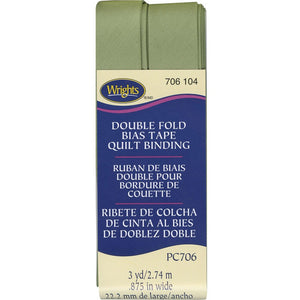 706 104
Wrights
DOUBLE FOLD
BIAS TAPE
QUILT BINDING
RUBAN DE BIAIS
DOUBLE POUR
BORDURE DE
COUETTE
RIBETE DE COLCHA
DE CINTA AL BIES
DE DOBLEZ DOBLE
PC706
3 yd/2.74 m
.875 in wide
22.2 mm de large/ancho